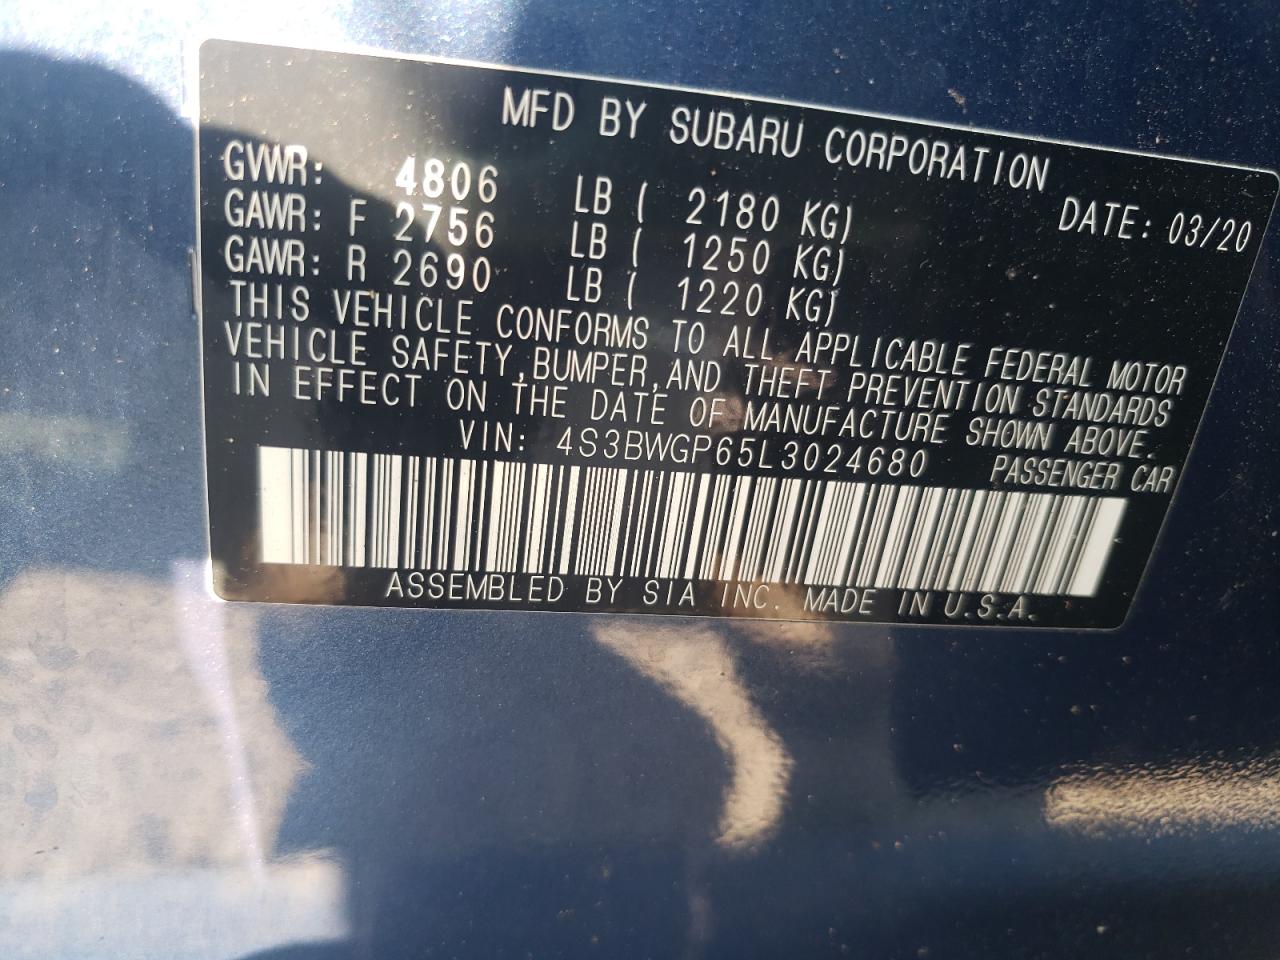 MFD BY SUBARU CORPORATION
GVWR: 4806 LB ( 2180 KG) DATE: 03/20
GAWR: F 2756 LB ( 1250 KG)
GAWR: R 2690 LB ( 1220 KG)
THIS VEHICLE CONFORMS TO ALL APPLICABLE FEDERAL MOTOR
VEHICLE SAFETY,BUMPER,AND THEFT PREVENTION STANDARDS
IN EFFECT ON THE DATE OF MANUFACTURE SHOWN ABOVE.
VIN: 4S3BWGP65L3024680 PASSENGER CAR
ASSEMBLED BY SIA INC. MADE IN U.S.A.